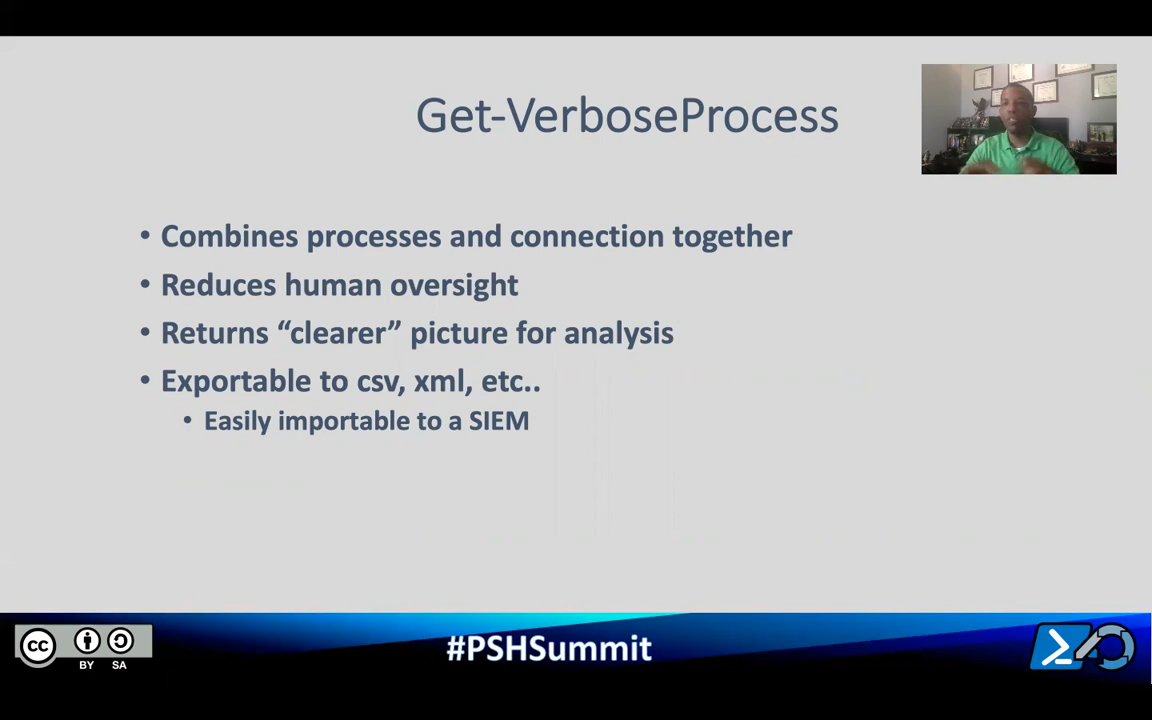 Get-VerboseProcess
• Combines processes and connection together
• Reduces human oversight
• Returns “clearer” picture for analysis
• Exportable to csv, xml, etc..
• Easily importable to a SIEM
cc
BY SA
#PSHSummit